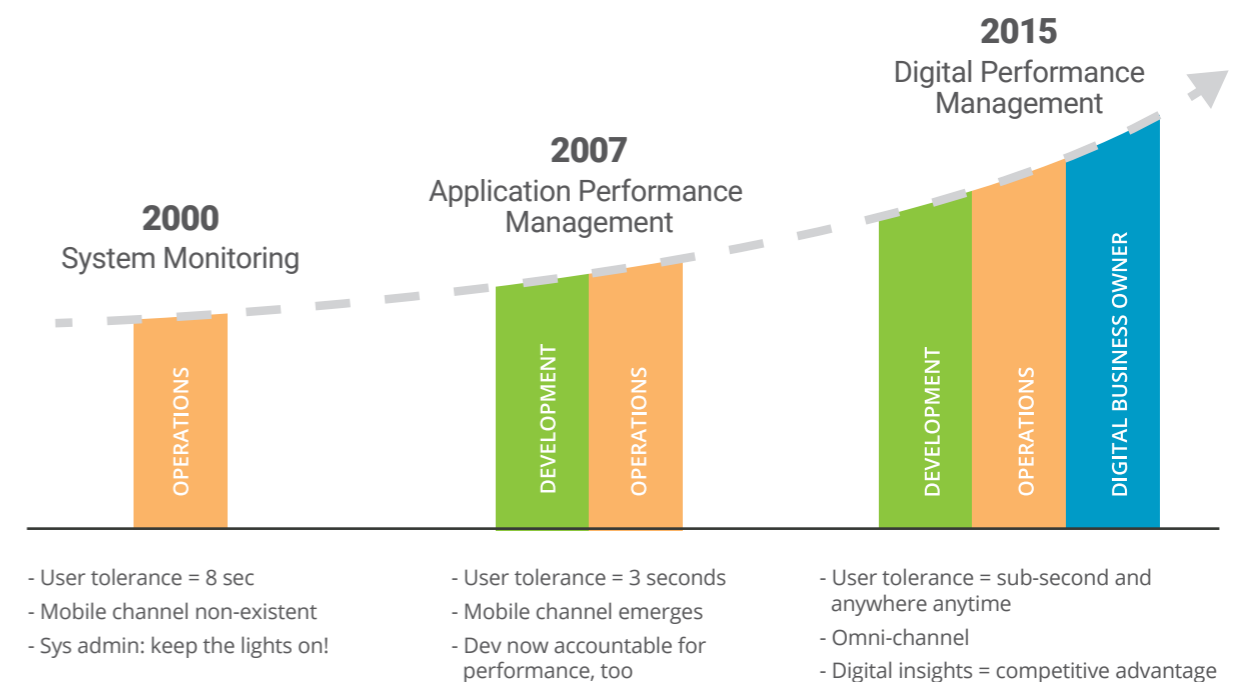 2000
System Monitoring
OPERATIONS
- User tolerance = 8 sec
- Mobile channel non-existent
- Sys admin: keep the lights on!
2007
Application Performance
Management
DEVELOPMENT
OPERATIONS
- User tolerance = 3 seconds
- Mobile channel emerges
- Dev now accountable for
performance, too
2015
Digital Performance
Management
DEVELOPMENT
OPERATIONS
DIGITAL BUSINESS OWNER
- User tolerance = sub-second and
anywhere anytime
- Omni-channel
- Digital insights = competitive advantage